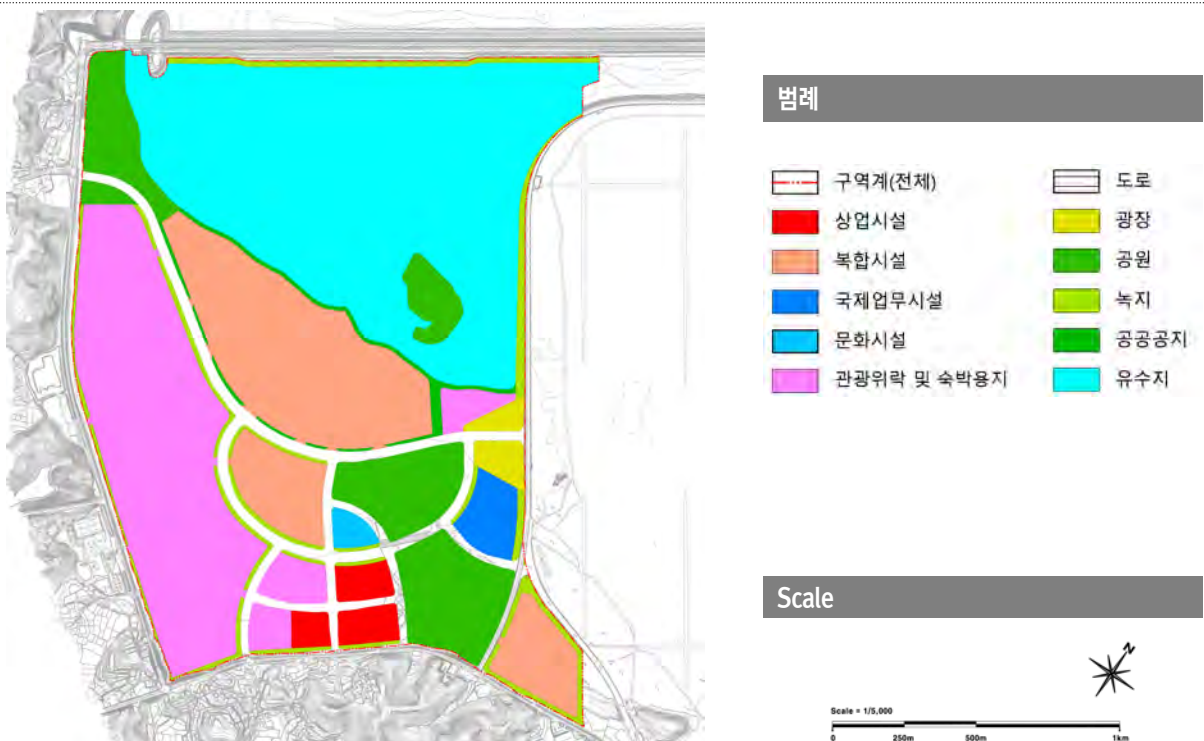 범례
구역계(전체)
도로
상업시설
광장
복합시설
공원
국제업무시설
녹지
문화시설
공공공지
관광위락 및 숙박용지
유수지
Scale
N
Scale = 1/5,000
0 250m 500m 1km